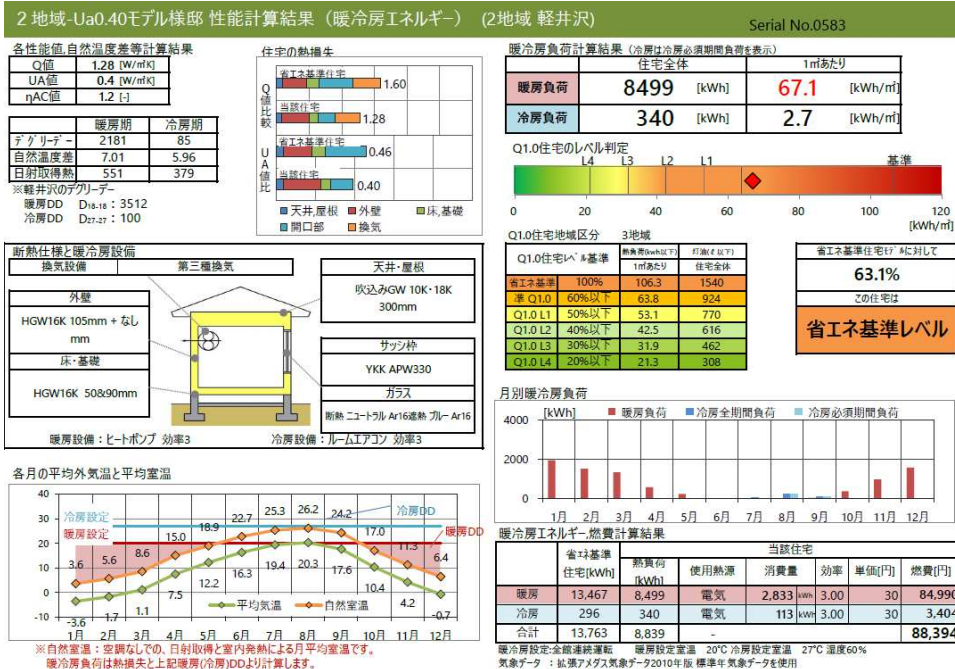 ２地域-Ua0.40モデル様邸 性能計算結果（暖冷房エネルギー） (2地域 軽井沢)
Serial No.0583
各性能値,自然温度差等計算結果
Q値 1.28 [W/㎡K]
UA値 0.4 [W/㎡K]
ηAC値 1.2 [-]
暖房期 冷房期
デグリーデー 2181 85
自然温度差 7.01 5.96
日射取得熱 551 379
※軽井沢のデグリーデー
暖房DD D18-18：3512
冷房DD D27-27：100
住宅の熱損失
Q値比較
省エネ基準住宅
1.60
当該住宅
1.28
UA値比
省エネ基準住宅
0.46
当該住宅
0.40
天井,屋根 外壁 床,基礎
開口部 換気
暖冷房負荷計算結果（冷房は冷房必須期間負荷を表示）
住宅全体 1㎡あたり
暖房負荷 8499 [kWh] 67.1 [kWh/㎡]
冷房負荷 340 [kWh] 2.7 [kWh/㎡]
Q1.0住宅のレベル判定
L4 L3 L2 L1 基準
0 20 40 60 80 100 120
[kWh/㎡]
断熱仕様と暖冷房設備
換気設備 第三種換気
外壁
HGW16K 105mm + なし
mm
床・基礎
HGW16K 50&90mm
天井・屋根
吹込みGW 10K・18K
300mm
サッシ枠
YKK APW330
ガラス
断熱 ニュートラル Ar16遮熱 ブルー Ar16
暖房設備：ヒートポンプ 効率3 冷房設備：ルームエアコン 効率3
Q1.0住宅地域区分 3地域
Q1.0住宅レベル基準 熱負荷(kwh以下) 灯油(ℓ以下)
1㎡あたり 住宅全体
省エネ基準 100% 106.3 1540
準 Q1.0 60%以下 63.8 924
Q1.0 L1 50%以下 53.1 770
Q1.0 L2 40%以下 42.5 616
Q1.0 L3 30%以下 31.9 462
Q1.0 L4 20%以下 21.3 308
省エネ基準住宅モデルに対して
63.1%
この住宅は
省エネ基準レベル
月別暖冷房負荷
[kWh] 暖房負荷 冷房全期間負荷 冷房必須期間負荷
4000
2000
0
1月 2月 3月 4月 5月 6月 7月 8月 9月 10月 11月 12月
各月の平均外気温と平均室温
40
30
20
10
0
-10
冷房設定
暖房設定
冷房DD
暖房DD
3.6 5.6 8.6 15.0 18.9 22.7 25.3 26.2 24.2 17.0 11.3 6.4
-3.6 -1.7 1.1 7.5 12.2 16.3 19.4 20.3 17.6 10.4 4.2 -0.7
平均気温 自然室温
1月 2月 3月 4月 5月 6月 7月 8月 9月 10月 11月 12月
※自然室温：空調なしでの、日射取得と室内発熱による月平均室温です。
暖冷房負荷は熱損失と上記暖房(冷房)DDより計算します。
暖冷房エネルギー,燃費計算結果
省エネ基準住宅[kWh] 当該住宅
熱負荷[kWh] 使用熱源 消費量 効率 単価[円] 燃費[円]
暖房 13,467 8,499 電気 2,833 kWh 3.00 30 84,990
冷房 296 340 電気 113 kWh 3.00 30 3,404
合計 13,763 8,839 - 88,394
暖冷房設定:全館連続運転 暖房設定室温 20℃ 冷房設定室温 27℃ 湿度60%
気象データ ：拡張アメダス気象データ2010年版 標準年気象データを使用